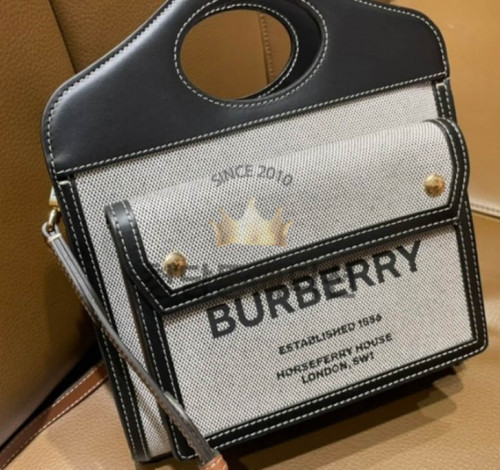 SINCE 2010
BURBERRY
ESTABLISHED 1856
HORSEFERRY HOUSE
LONDON, SW1